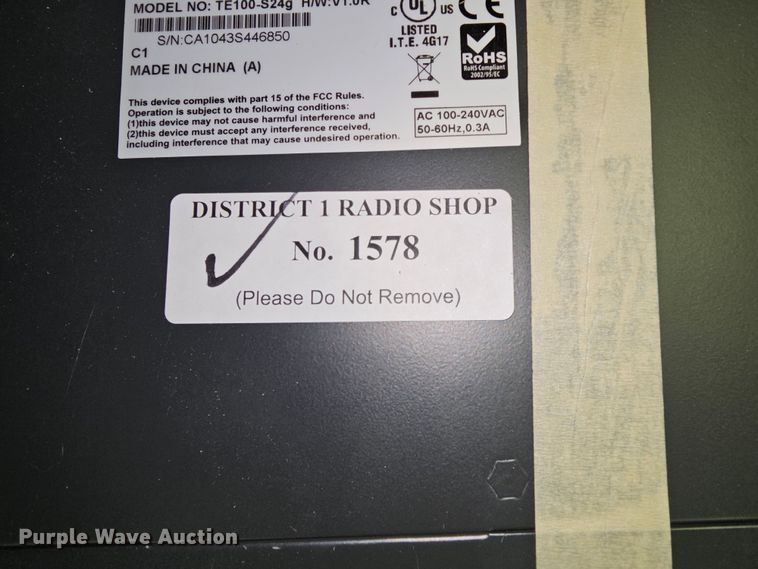 MODEL NO: TE100-S24g H/W:V1.0R
S/N:CA1043S446850
C1
MADE IN CHINA (A)
This device complies with part 15 of the FCC Rules.
Operation is subject to the following conditions:
(1)this device may not cause harmful interference and
(2)this device must accept any interference received,
including interference that may cause undesired operation.
C UL US CE
LISTED
I.T.E. 4G17
RoHS
RoHS Compliant
2002/95/EC
AC 100-240VAC
50-60Hz,0.3A
DISTRICT 1 RADIO SHOP
No. 1578
(Please Do Not Remove)
Purple Wave Auction